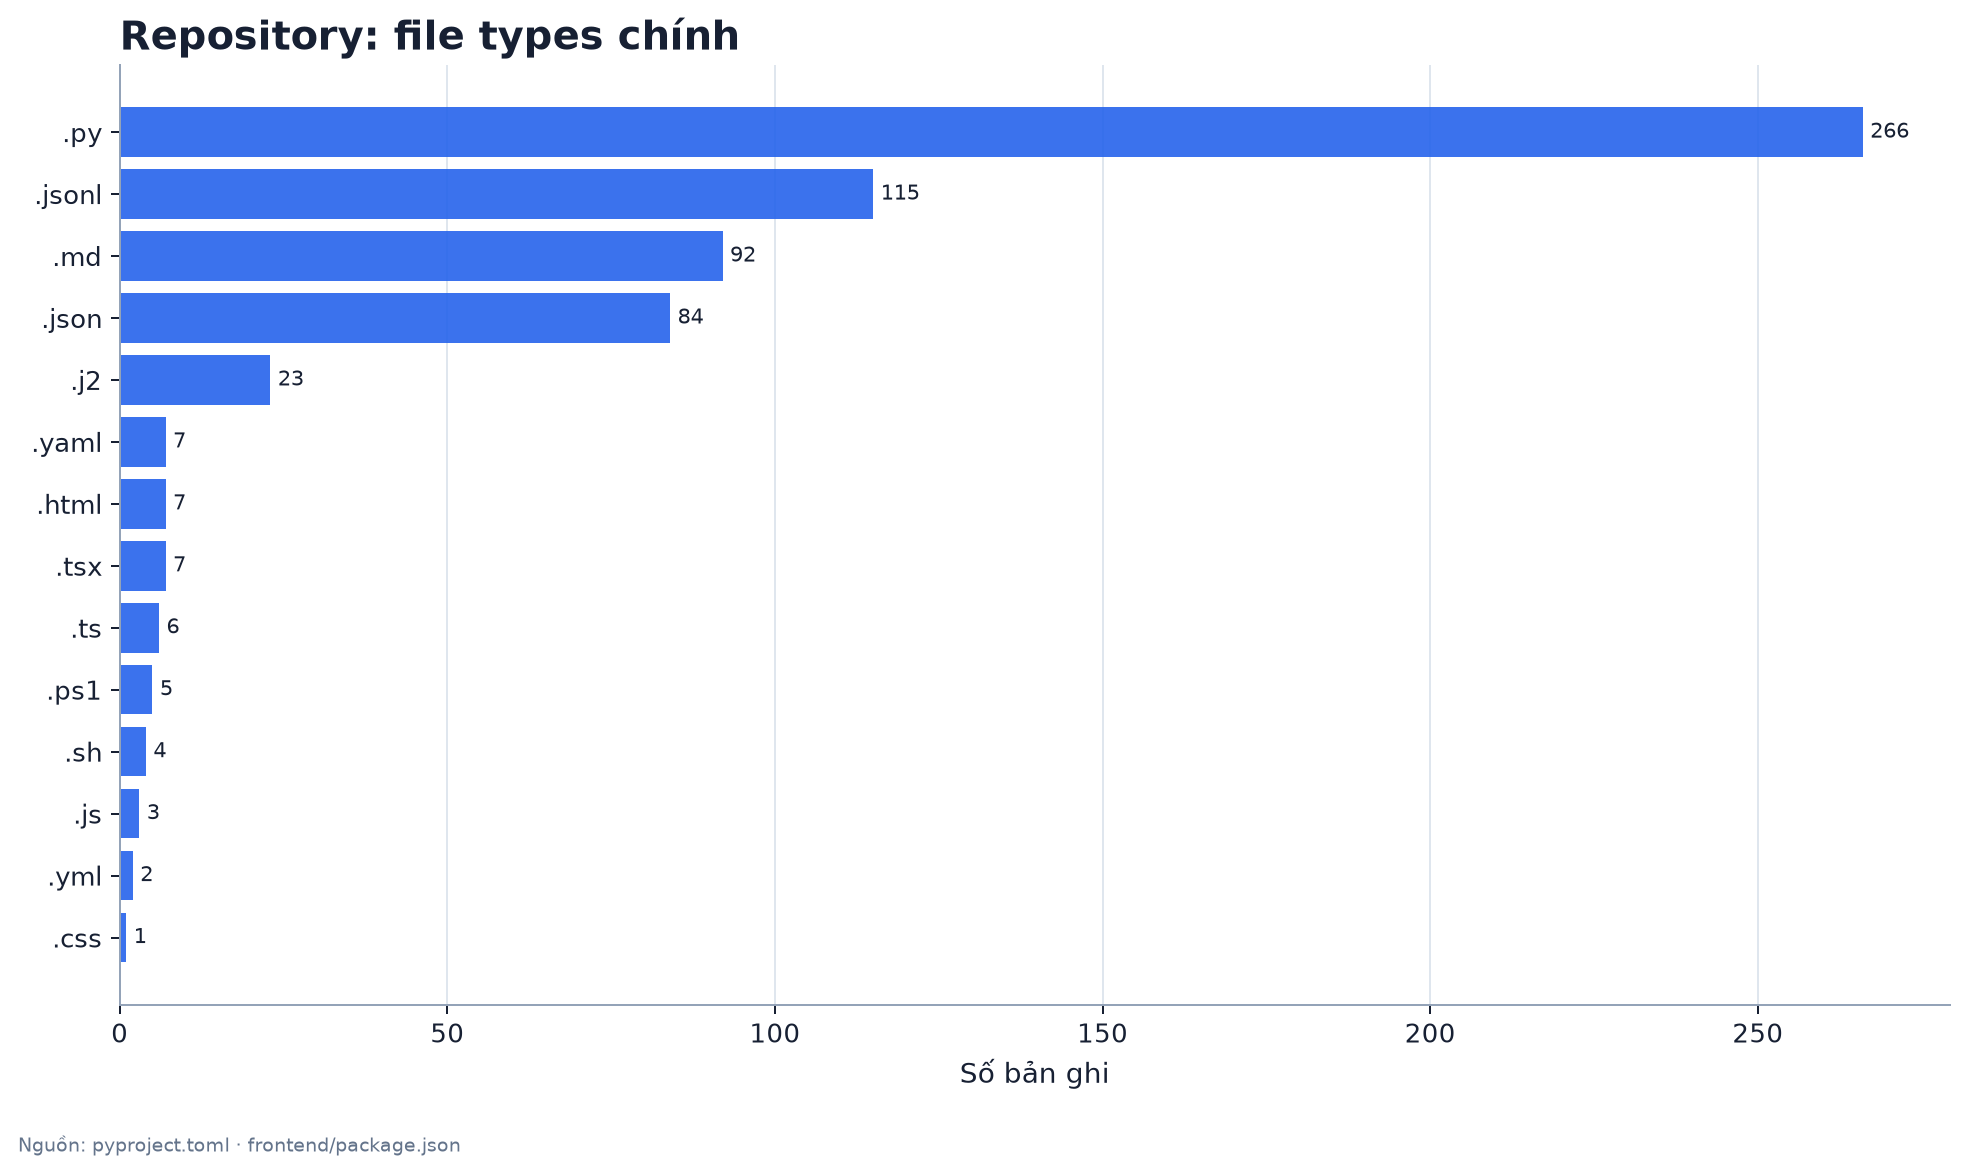 Repository: file types chính
.py 266
.jsonl 115
.md 92
.json 84
.j2 23
.yaml 7
.html 7
.tsx 7
.ts 6
.ps1 5
.sh 4
.js 3
.yml 2
.css 1
0 50 100 150 200 250
Số bản ghi
Nguồn: pyproject.toml · frontend/package.json